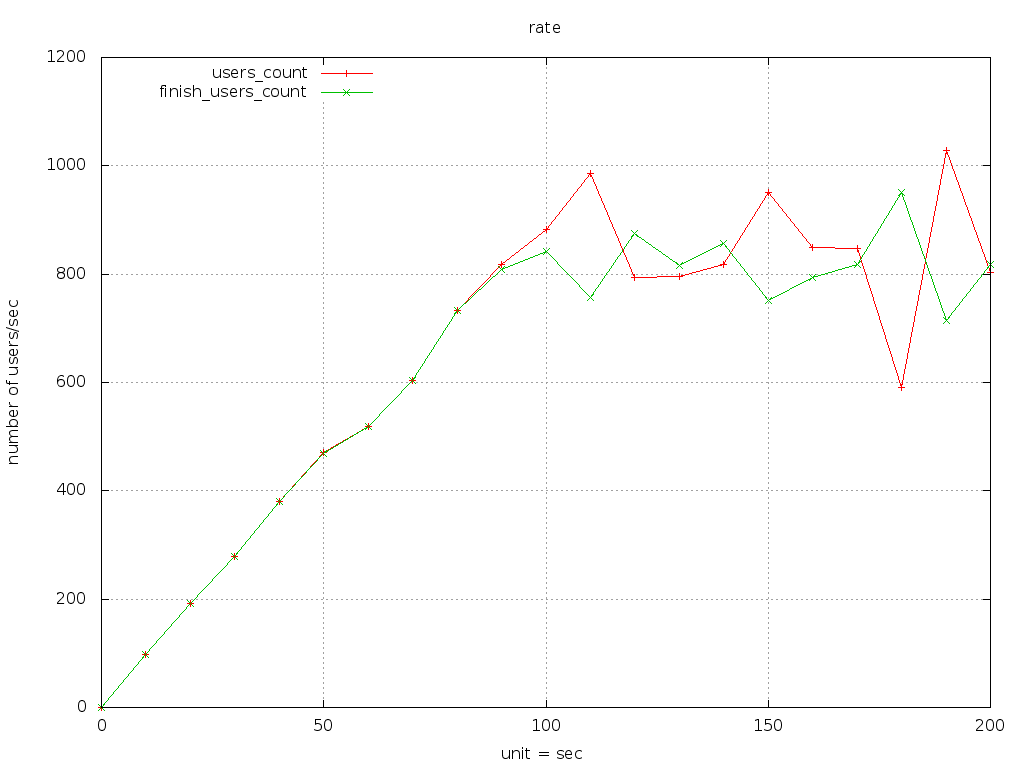 rate
1200
1000
800
600
400
200
0
users_count
finish_users_count
number of users/sec
0 50 100 150 200
unit = sec